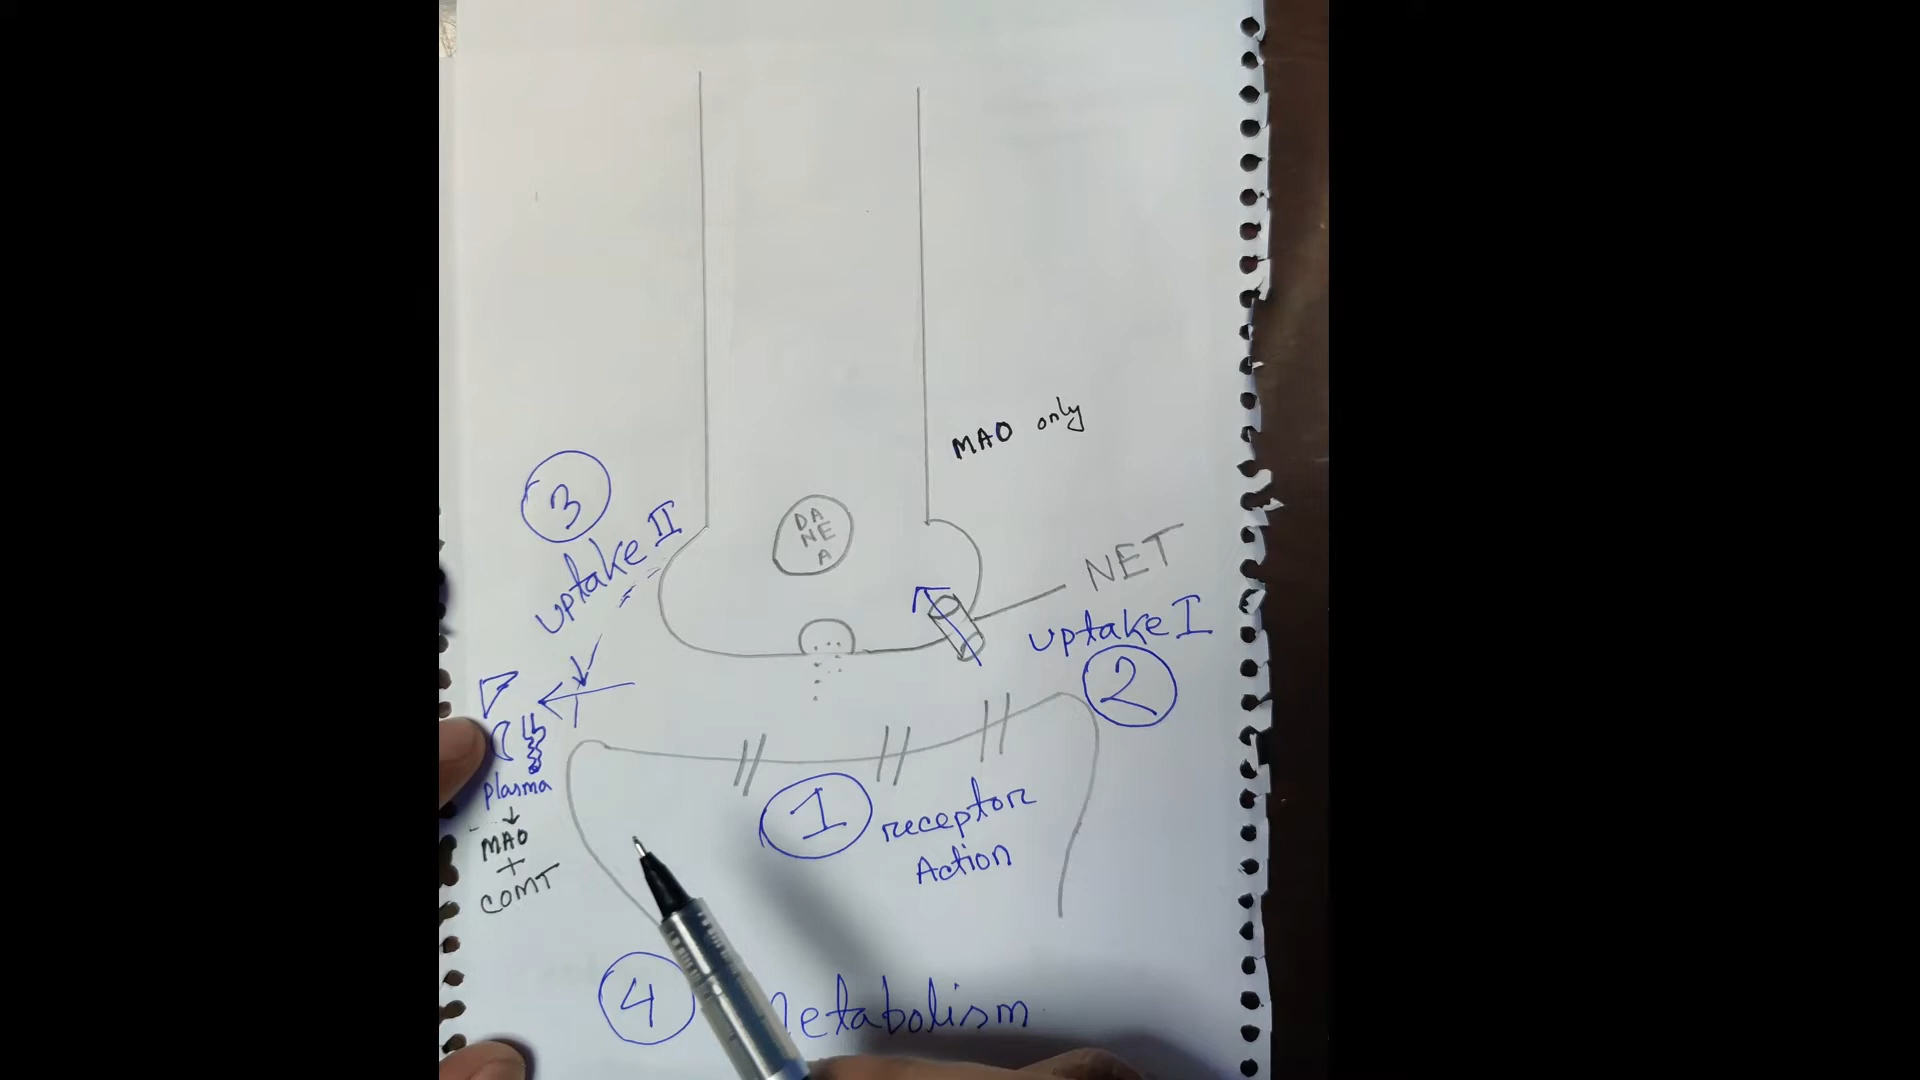 MAO only
3
uptake II
DA
NE
A
NET
uptake I
2
plasma
MAO
+
COMT
1
receptor
Action
4
Metabolism